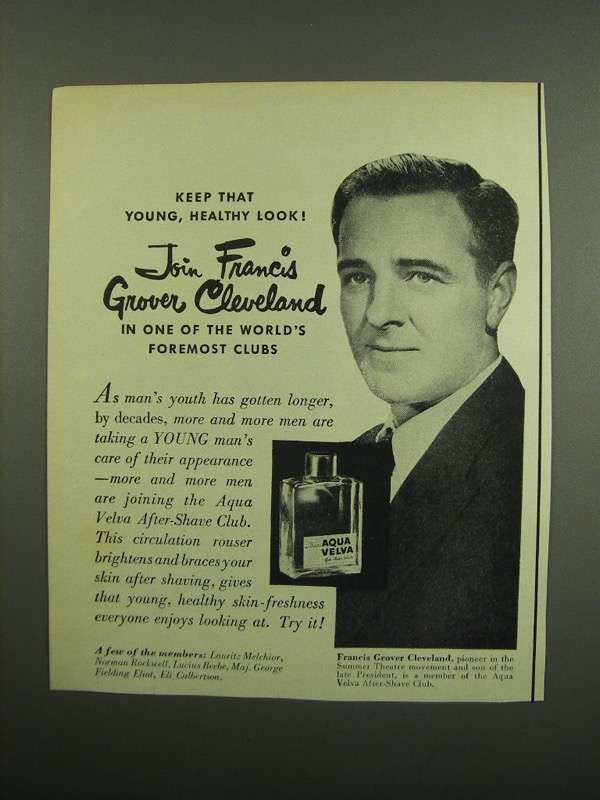 KEEP THAT
YOUNG, HEALTHY LOOK!
Join Francis
Grover Cleveland
IN ONE OF THE WORLD'S
FOREMOST CLUBS
As man's youth has gotten longer,
by decades, more and more men are
taking a YOUNG man's
care of their appearance
—more and more men
are joining the Aqua
Velva After-Shave Club.
This circulation rouser
brightens and braces your
skin after shaving, gives
that young, healthy skin-freshness
everyone enjoys looking at. Try it!
AQUA
VELVA
A few of the members: Lauritz Melchior,
Norman Rockwell, Lucius Beebe, Maj. George
Fielding Eliot, Eli Culbertson.
Francis Grover Cleveland, pioneer in the
Summer Theatre movement and son of the
late President, is a member of the Aqua
Velva After-Shave Club.